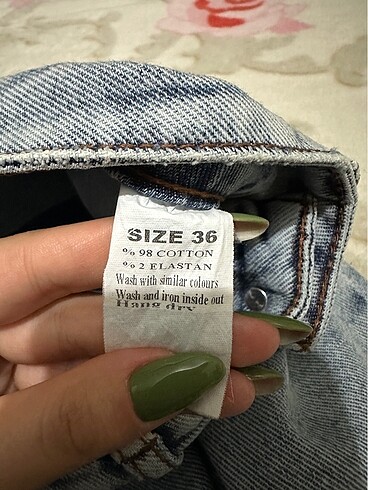 SIZE 36
% 98 COTTON
% 2 ELASTAN
Wash with similar colours
Wash and iron inside out
Hang dry